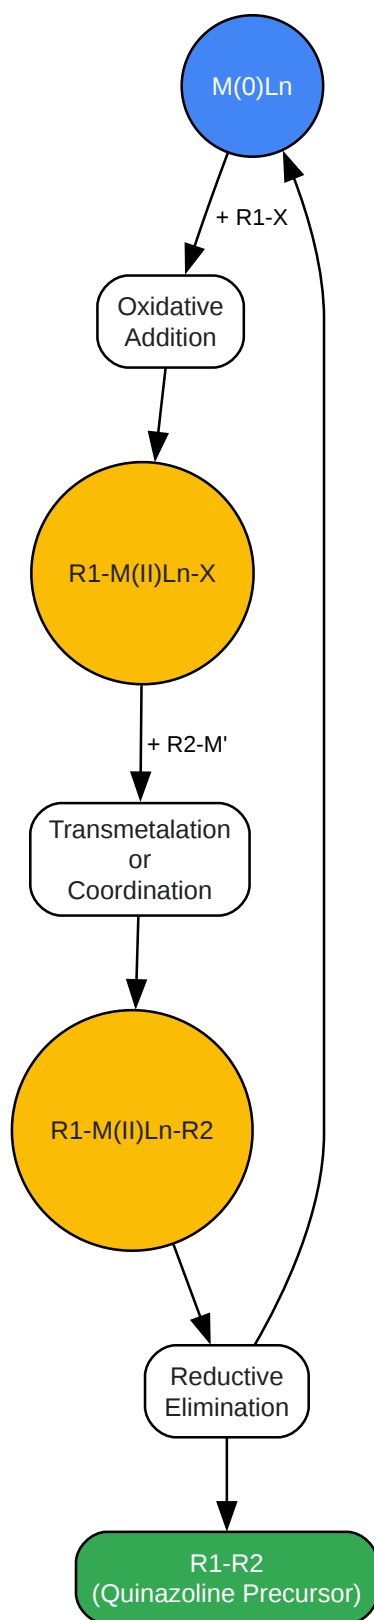 M(0)Ln
+ R1-X
Oxidative
Addition
R1-M(II)Ln-X
+ R2-M'
Transmetalation
or
Coordination
R1-M(II)Ln-R2
Reductive
Elimination
R1-R2
(Quinazoline Precursor)